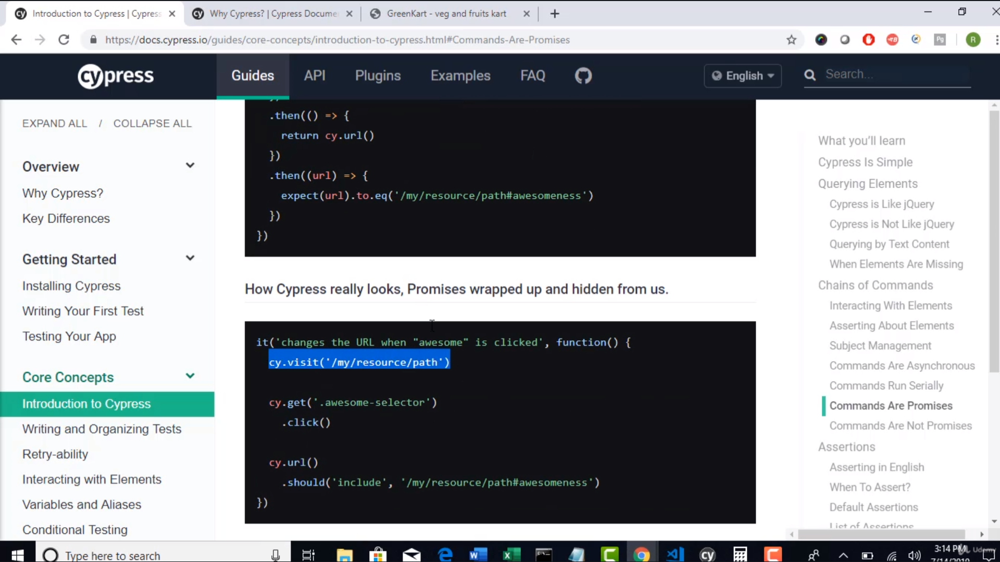 Introduction to Cypress | Cypress
Why Cypress? | Cypress Docume
GreenKart - veg and fruits kart
https://docs.cypress.io/guides/core-concepts/introduction-to-cypress.html#Commands-Are-Promises
Pg
R
cypress
Guides
API
Plugins
Examples
FAQ
English
Search...
EXPAND ALL / COLLAPSE ALL
Overview
Why Cypress?
Key Differences
Getting Started
Installing Cypress
Writing Your First Test
Testing Your App
Core Concepts
Introduction to Cypress
Writing and Organizing Tests
Retry-ability
Interacting with Elements
Variables and Aliases
Conditional Testing
})
.then(() => {
return cy.url()
})
.then((url) => {
expect(url).to.eq('/my/resource/path#awesomeness')
})
})
How Cypress really looks, Promises wrapped up and hidden from us.
it('changes the URL when "awesome" is clicked', function() {
cy.visit('/my/resource/path')
cy.get('.awesome-selector')
.click()
cy.url()
.should('include', '/my/resource/path#awesomeness')
})
What you'll learn
Cypress Is Simple
Querying Elements
Cypress is Like jQuery
Cypress is Not Like jQuery
Querying by Text Content
When Elements Are Missing
Chains of Commands
Interacting With Elements
Asserting About Elements
Subject Management
Commands Are Asynchronous
Commands Run Serially
Commands Are Promises
Commands Are Not Promises
Assertions
Asserting in English
When To Assert?
Default Assertions
List of Assertions
Type here to search
3:14 PM
7/14/2019
Udemy